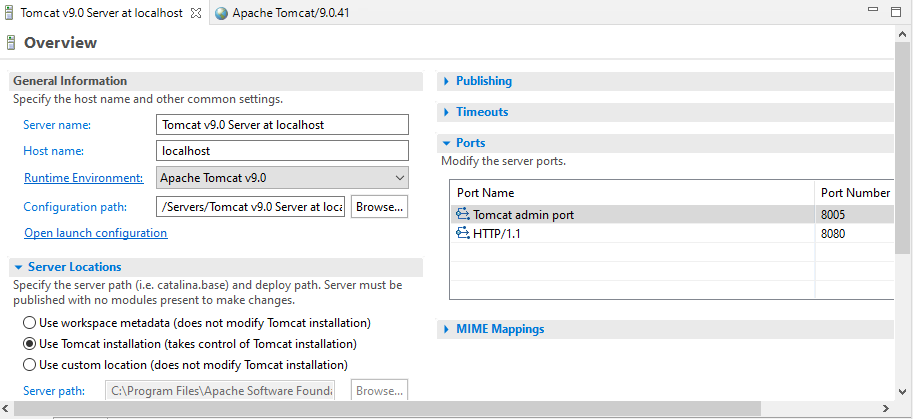 Tomcat v9.0 Server at localhost
Apache Tomcat/9.0.41
Overview
General Information
Specify the host name and other common settings.
Server name:
Tomcat v9.0 Server at localhost
Host name:
localhost
Runtime Environment:
Apache Tomcat v9.0
Configuration path:
/Servers/Tomcat v9.0 Server at loca
Browse...
Open launch configuration
Server Locations
Specify the server path (i.e. catalina.base) and deploy path. Server must be
published with no modules present to make changes.
Use workspace metadata (does not modify Tomcat installation)
Use Tomcat installation (takes control of Tomcat installation)
Use custom location (does not modify Tomcat installation)
Server path:
C:\Program Files\Apache Software Founda
Browse...
Publishing
Timeouts
Ports
Modify the server ports.
Port Name
Port Number
Tomcat admin port
8005
HTTP/1.1
8080
MIME Mappings